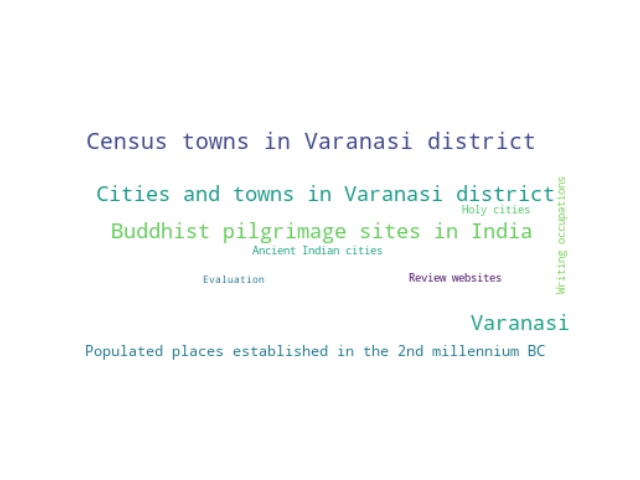 Census towns in Varanasi district
Cities and towns in Varanasi district
Holy cities
Writing occupations
Buddhist pilgrimage sites in India
Ancient Indian cities
Evaluation
Review websites
Varanasi
Populated places established in the 2nd millennium BC